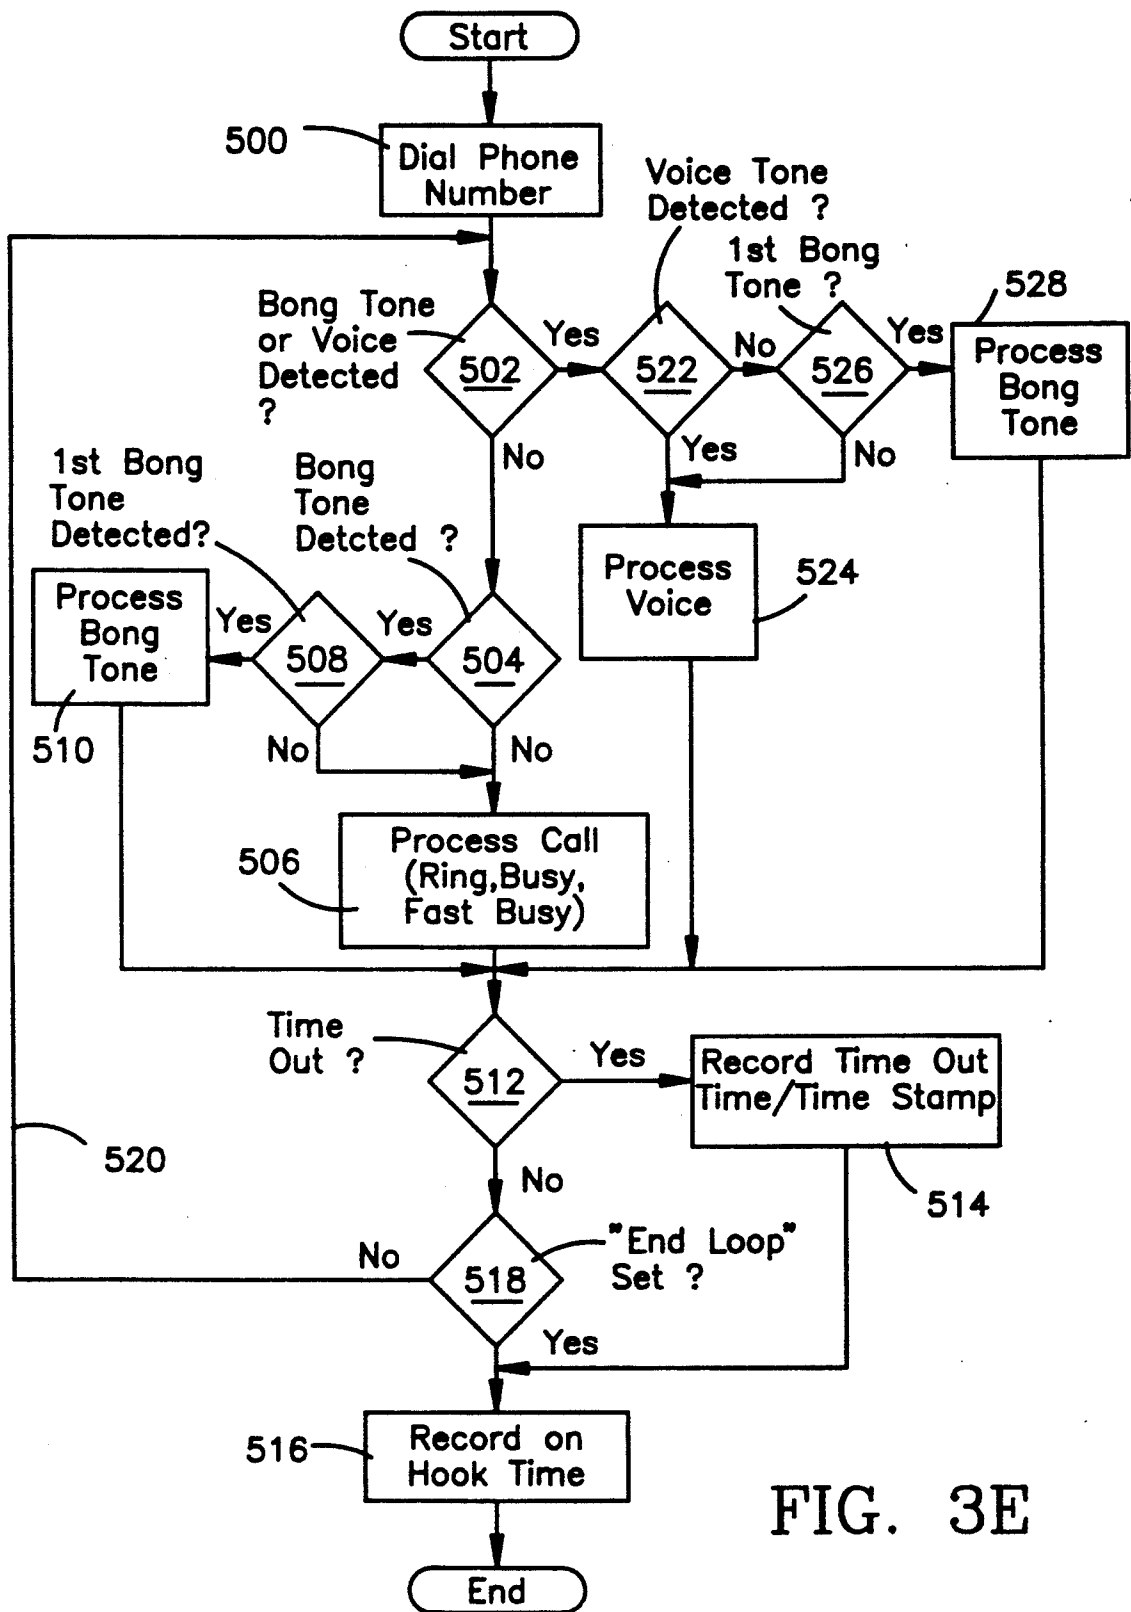 Start
500
Dial Phone
Number
Voice Tone
Detected ?
1st Bong
Tone ?
528
Bong Tone
or Voice
Detected
?
502
Yes
522
No
526
Yes
Process
Bong
Tone
No
Yes
No
1st Bong
Tone
Detected?
Bong
Tone
Detcted ?
Process
Voice
524
Process
Bong
Tone
Yes
508
Yes
504
510
No
No
506
Process Call
(Ring,Busy,
Fast Busy)
Time
Out ?
512
Yes
Record Time Out
Time/Time Stamp
520
No
514
No
518
"End Loop"
Set ?
Yes
516
Record on
Hook Time
FIG. 3E
End